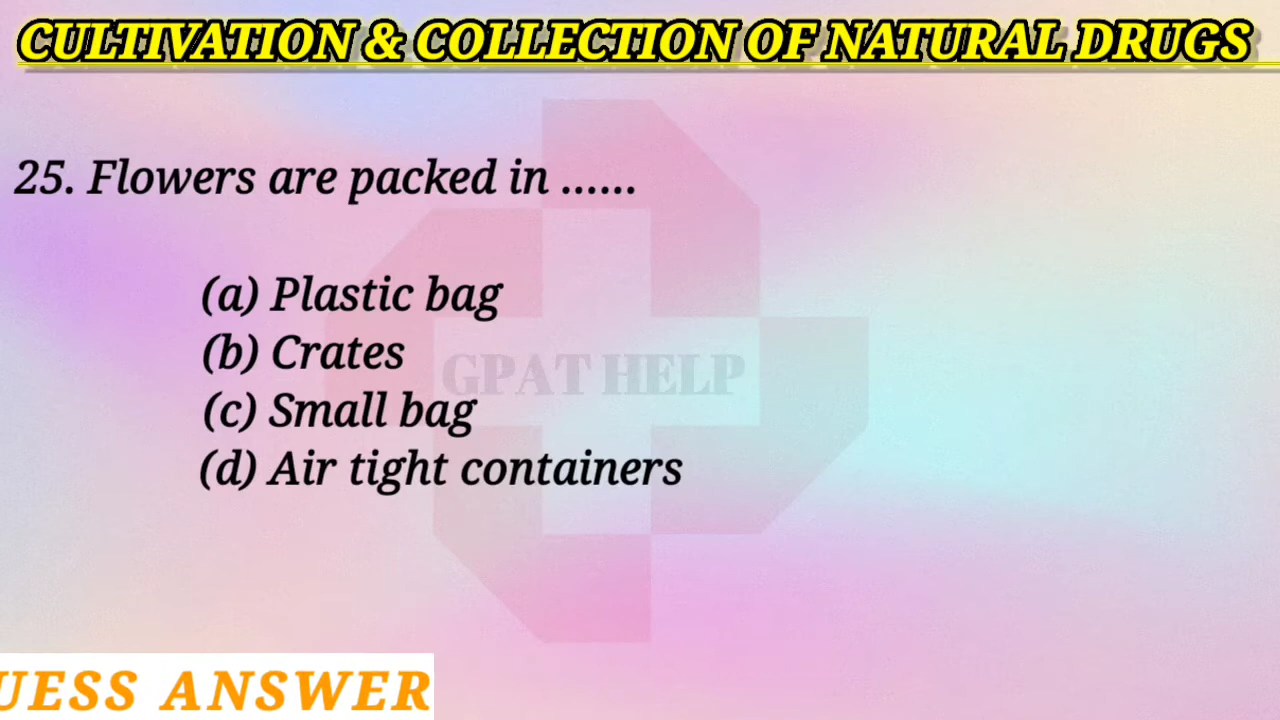 CULTIVATION & COLLECTION OF NATURAL DRUGS
25. Flowers are packed in ......
(a) Plastic bag
(b) Crates
GPAT HELP
(c) Small bag
(d) Air tight containers
UESS ANSWER